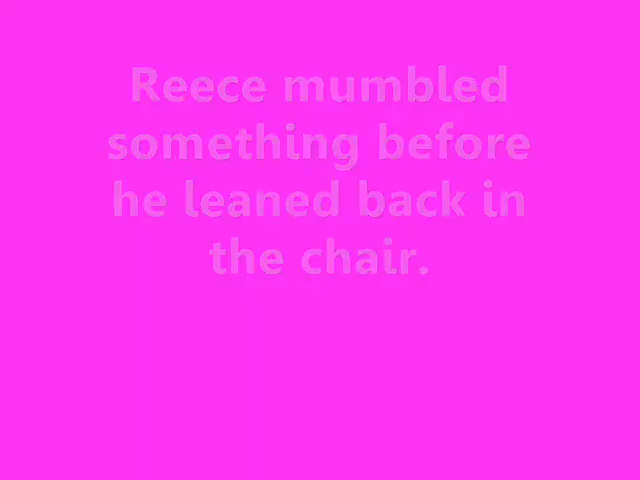 Reece mumbled
something before
he leaned back in
the chair.